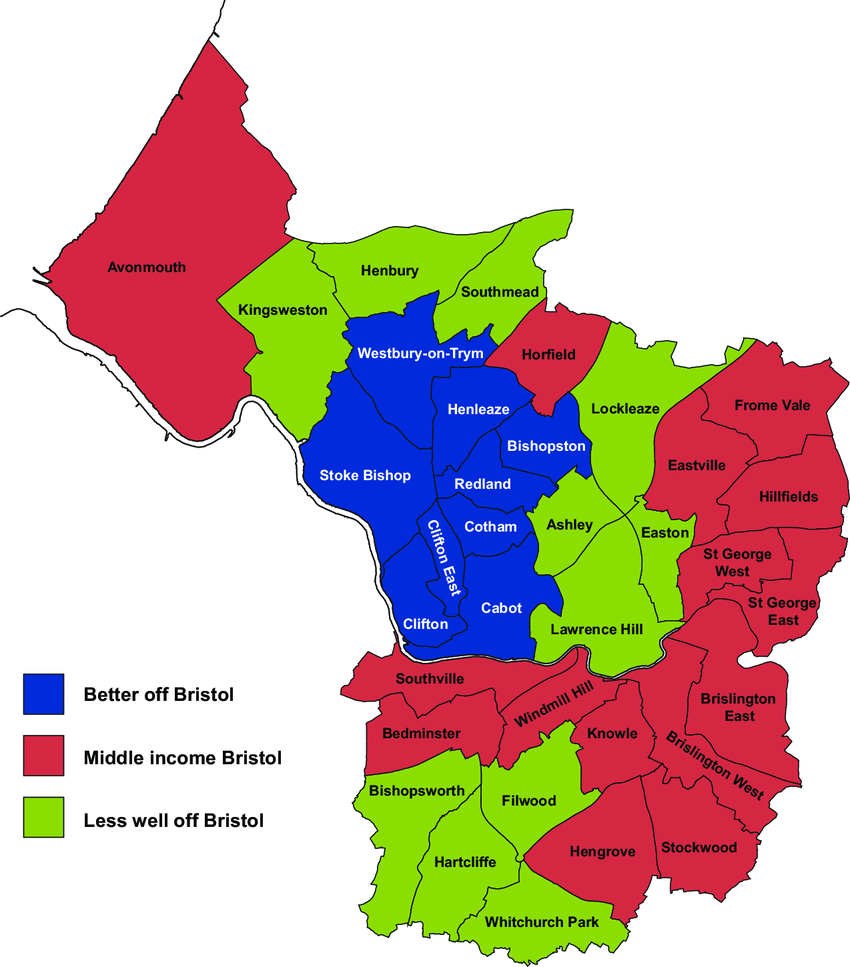 Avonmouth
Henbury
Kingsweston
Southmead
Westbury-on-Trym
Horfield
Henleaze
Lockleaze
Frome Vale
Bishopston
Eastville
Stoke Bishop
Redland
Hillfields
Cotham
Ashley
Easton
Clifton East
St George
West
Cabot
St George
East
Clifton
Lawrence Hill
Southville
Better off Bristol
Windmill Hill
Brislington
East
Bedminster
Knowle
Middle income Bristol
Brislington West
Bishopsworth
Filwood
Less well off Bristol
Hengrove
Stockwood
Hartcliffe
Whitchurch Park